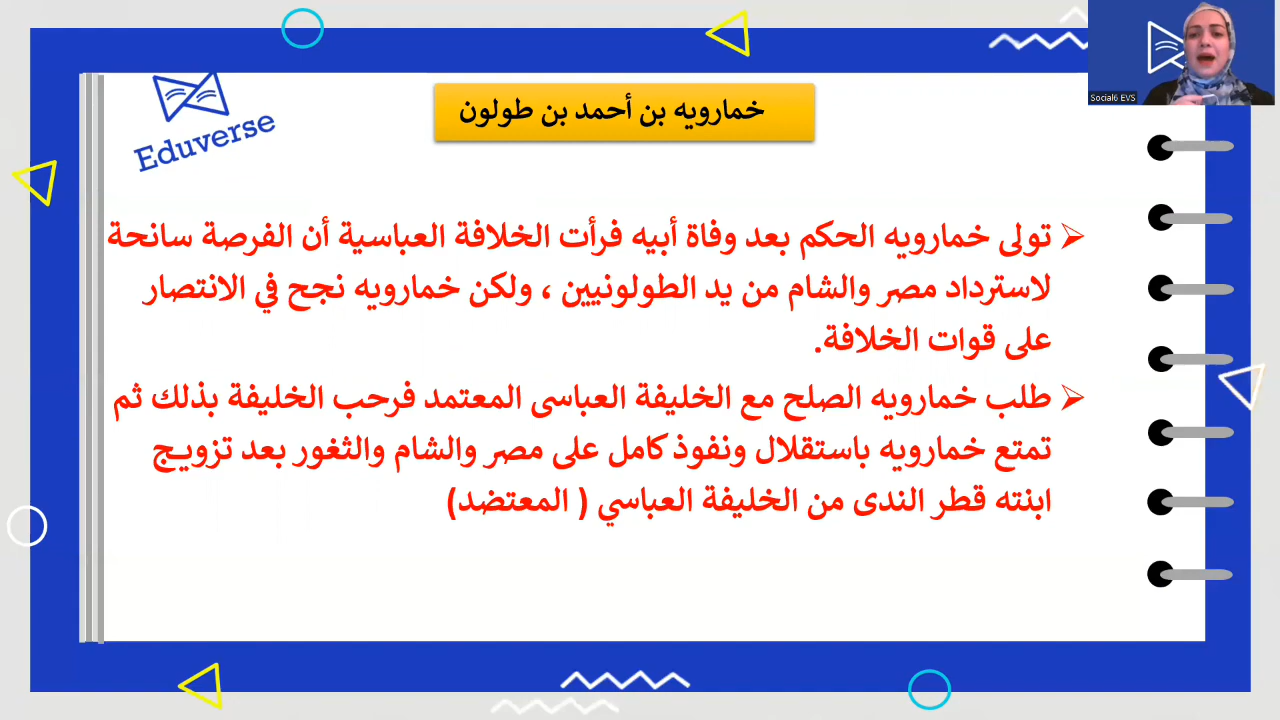 خمارويه بن أحمد بن طولون
Eduverse
Social6 EVS
تولى خمارويه الحكم بعد وفاة أبيه فرأت الخلافة العباسية أن الفرصة سانحة
لاسترداد مصر والشام من يد الطولونيين ، ولكن خمارويه نجح في الانتصار
على قوات الخلافة.
طلب خمارويه الصلح مع الخليفة العباسى المعتمد فرحب الخليفة بذلك ثم
تمتع خمارويه باستقلال ونفوذ كامل على مصر والشام والثغور بعد تزويج
ابنته قطر الندى من الخليفة العباسي ( المعتضد)